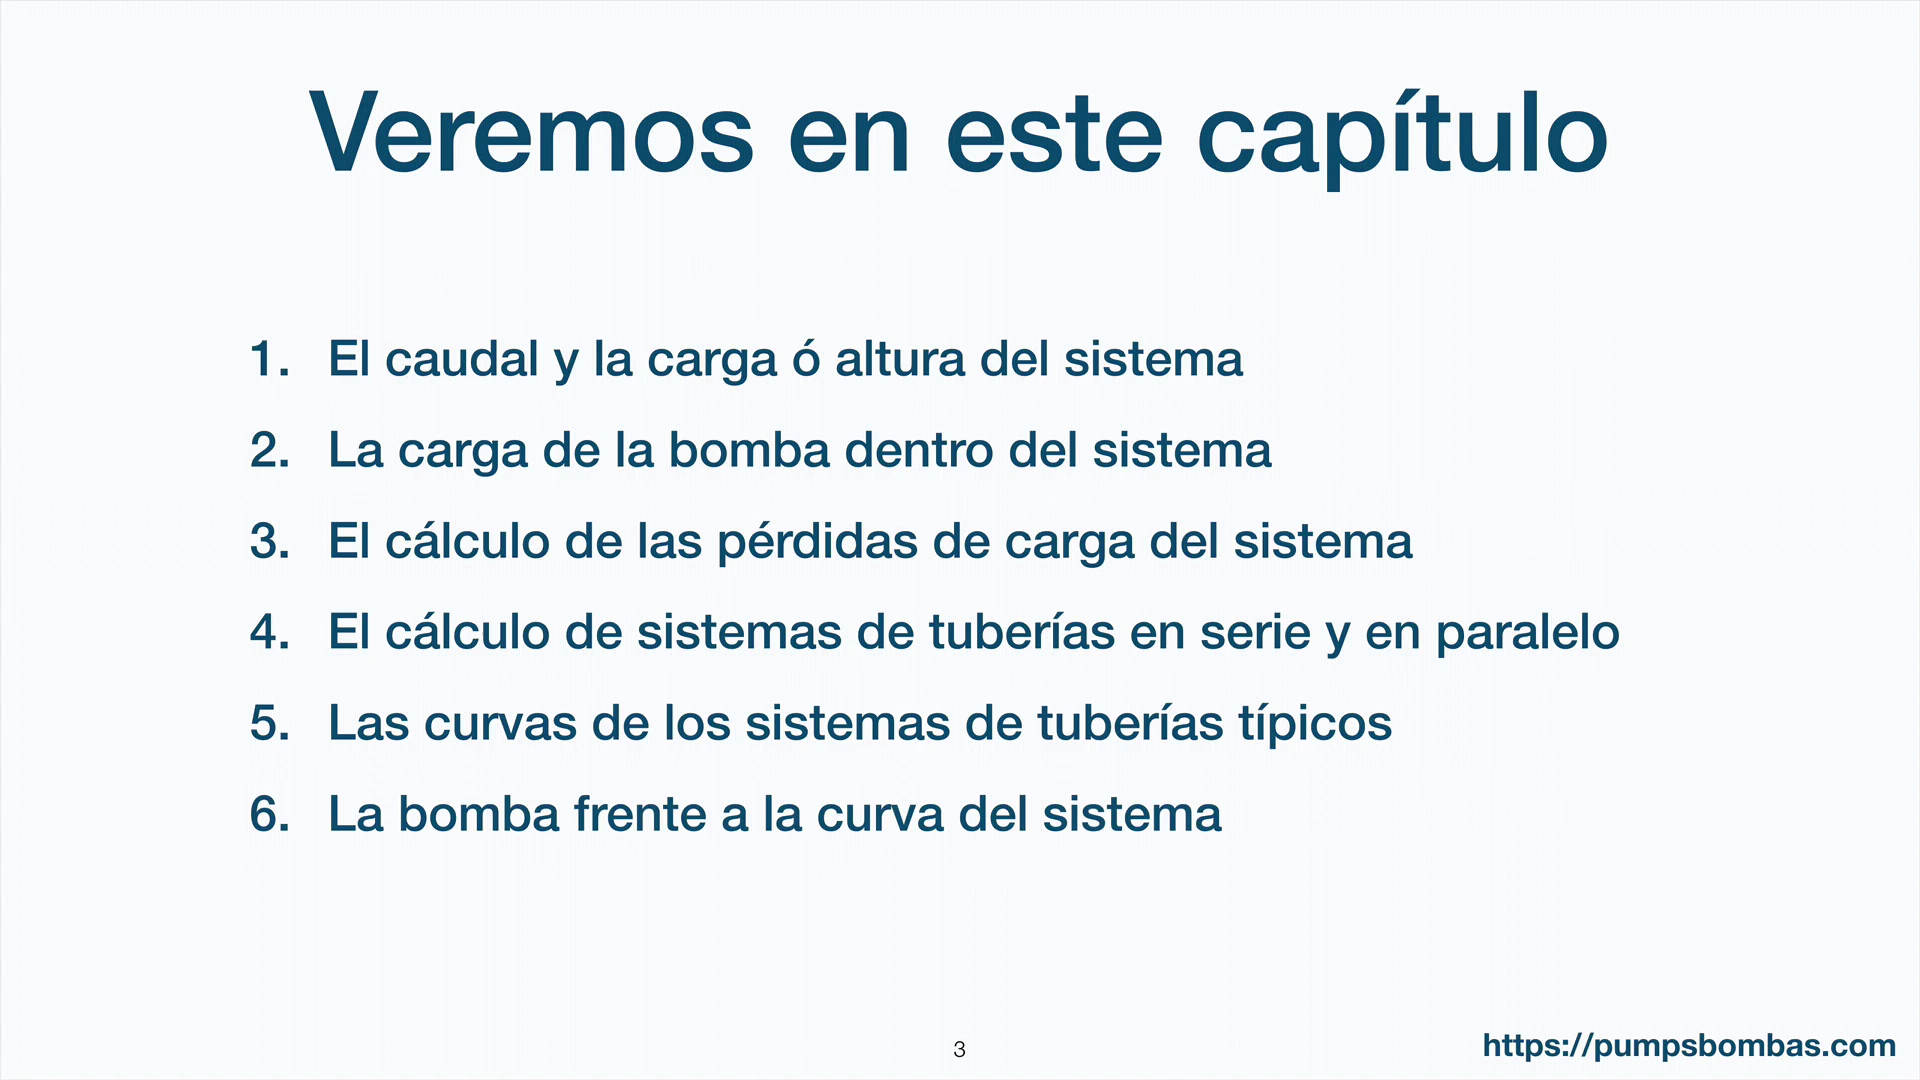 Veremos en este capítulo
1. El caudal y la carga ó altura del sistema
2. La carga de la bomba dentro del sistema
3. El cálculo de las pérdidas de carga del sistema
4. El cálculo de sistemas de tuberías en serie y en paralelo
5. Las curvas de los sistemas de tuberías típicos
6. La bomba frente a la curva del sistema
3
https://pumpsbombas.com